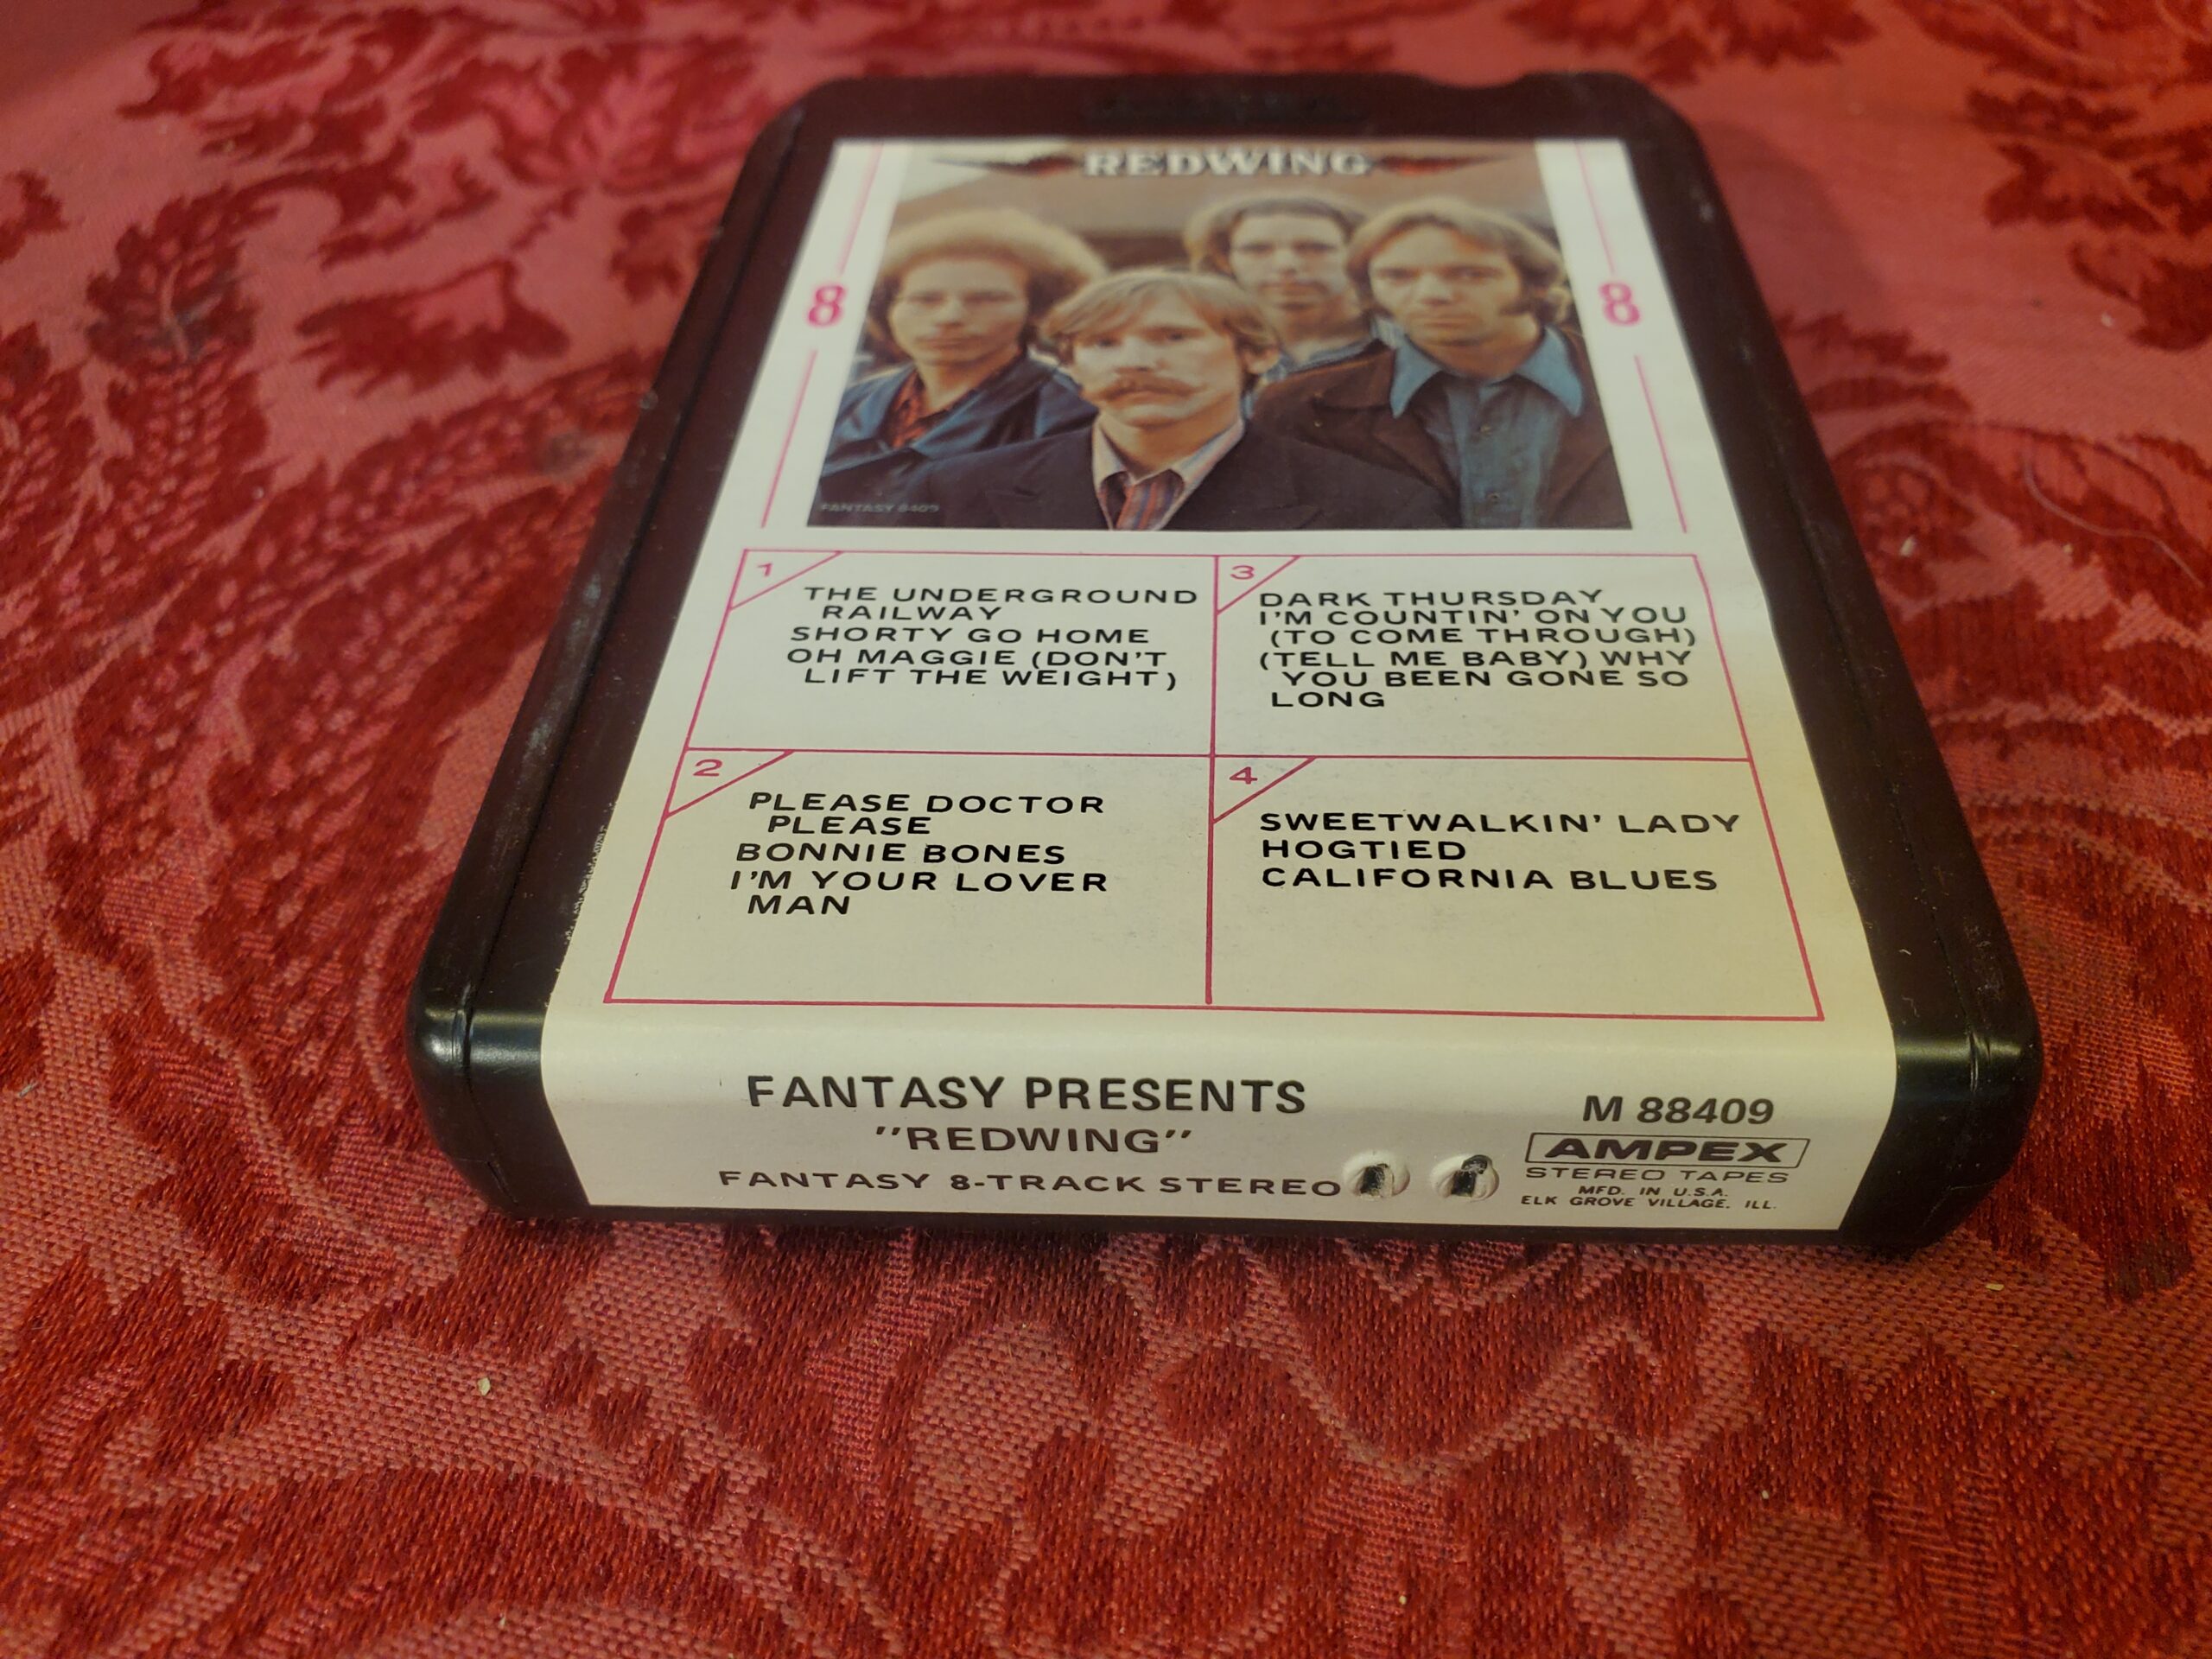 REDWING
8
8
FANTASY 8409
1
THE UNDERGROUND
RAILWAY
SHORTY GO HOME
OH MAGGIE (DON'T
LIFT THE WEIGHT)
2
PLEASE DOCTOR
PLEASE
BONNIE BONES
I'M YOUR LOVER
MAN
3
DARK THURSDAY
I'M COUNTIN' ON YOU
(TO COME THROUGH)
(TELL ME BABY) WHY
YOU BEEN GONE SO
LONG
4
SWEETWALKIN' LADY
HOGTIED
CALIFORNIA BLUES
FANTASY PRESENTS
"REDWING"
FANTASY 8-TRACK STEREO
M 88409
AMPEX
STEREO TAPES
MFD. IN U.S.A.
ELK GROVE VILLAGE, ILL.